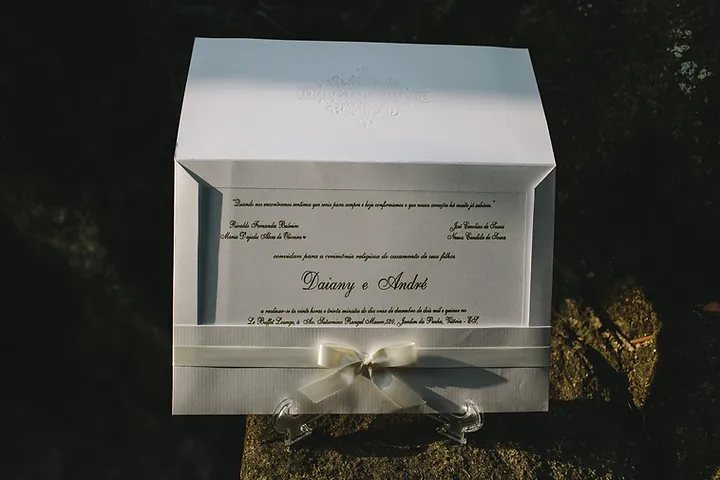 "Quando nos encontramos sentimos que seria para sempre e hoje confirmamos o que nossos corações há muito já sabiam."
Rivaldo Fernandes
José Carolino de Souza
Maria D'ajuda Alves de Oliveira ♥
Neuza Candida de Souza
convidam para a cerimônia religiosa do casamento de seus filhos
Daiany e André
a realizar-se às vinte horas e trinta minutos do dia onze de dezembro de dois mil e quinze no
Le Buffet Lounge, à Av. Saturnino Rangel Mauro,520, Jardim da Penha, Vitória - ES.